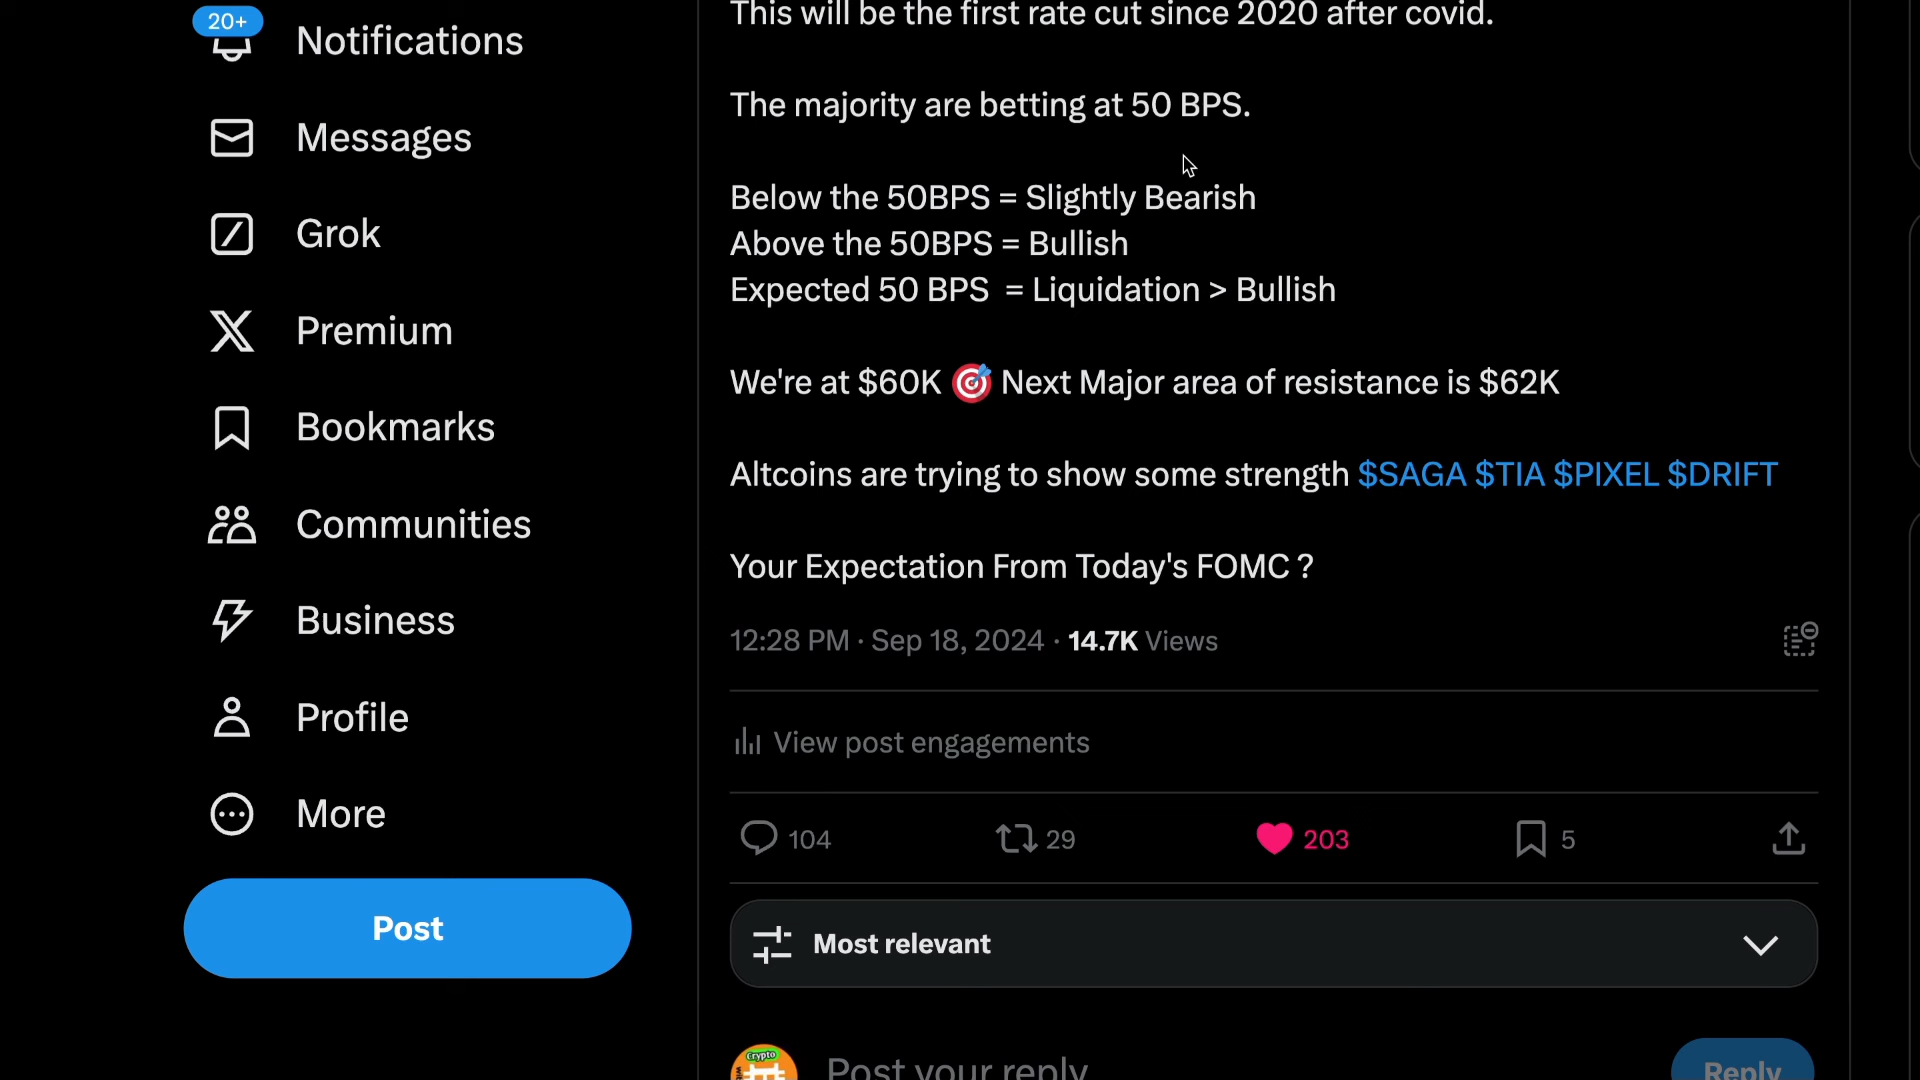 20+
Notifications
Messages
Grok
Premium
Bookmarks
Communities
Business
Profile
More
Post
This will be the first rate cut since 2020 after covid.
The majority are betting at 50 BPS.
Below the 50BPS = Slightly Bearish
Above the 50BPS = Bullish
Expected 50 BPS = Liquidation > Bullish
We're at $60K 🎯 Next Major area of resistance is $62K
Altcoins are trying to show some strength $SAGA $TIA $PIXEL $DRIFT
Your Expectation From Today's FOMC ?
12:28 PM · Sep 18, 2024 · 14.7K Views
View post engagements
104 29 203 5
Most relevant
Crypto
Post your reply
Reply